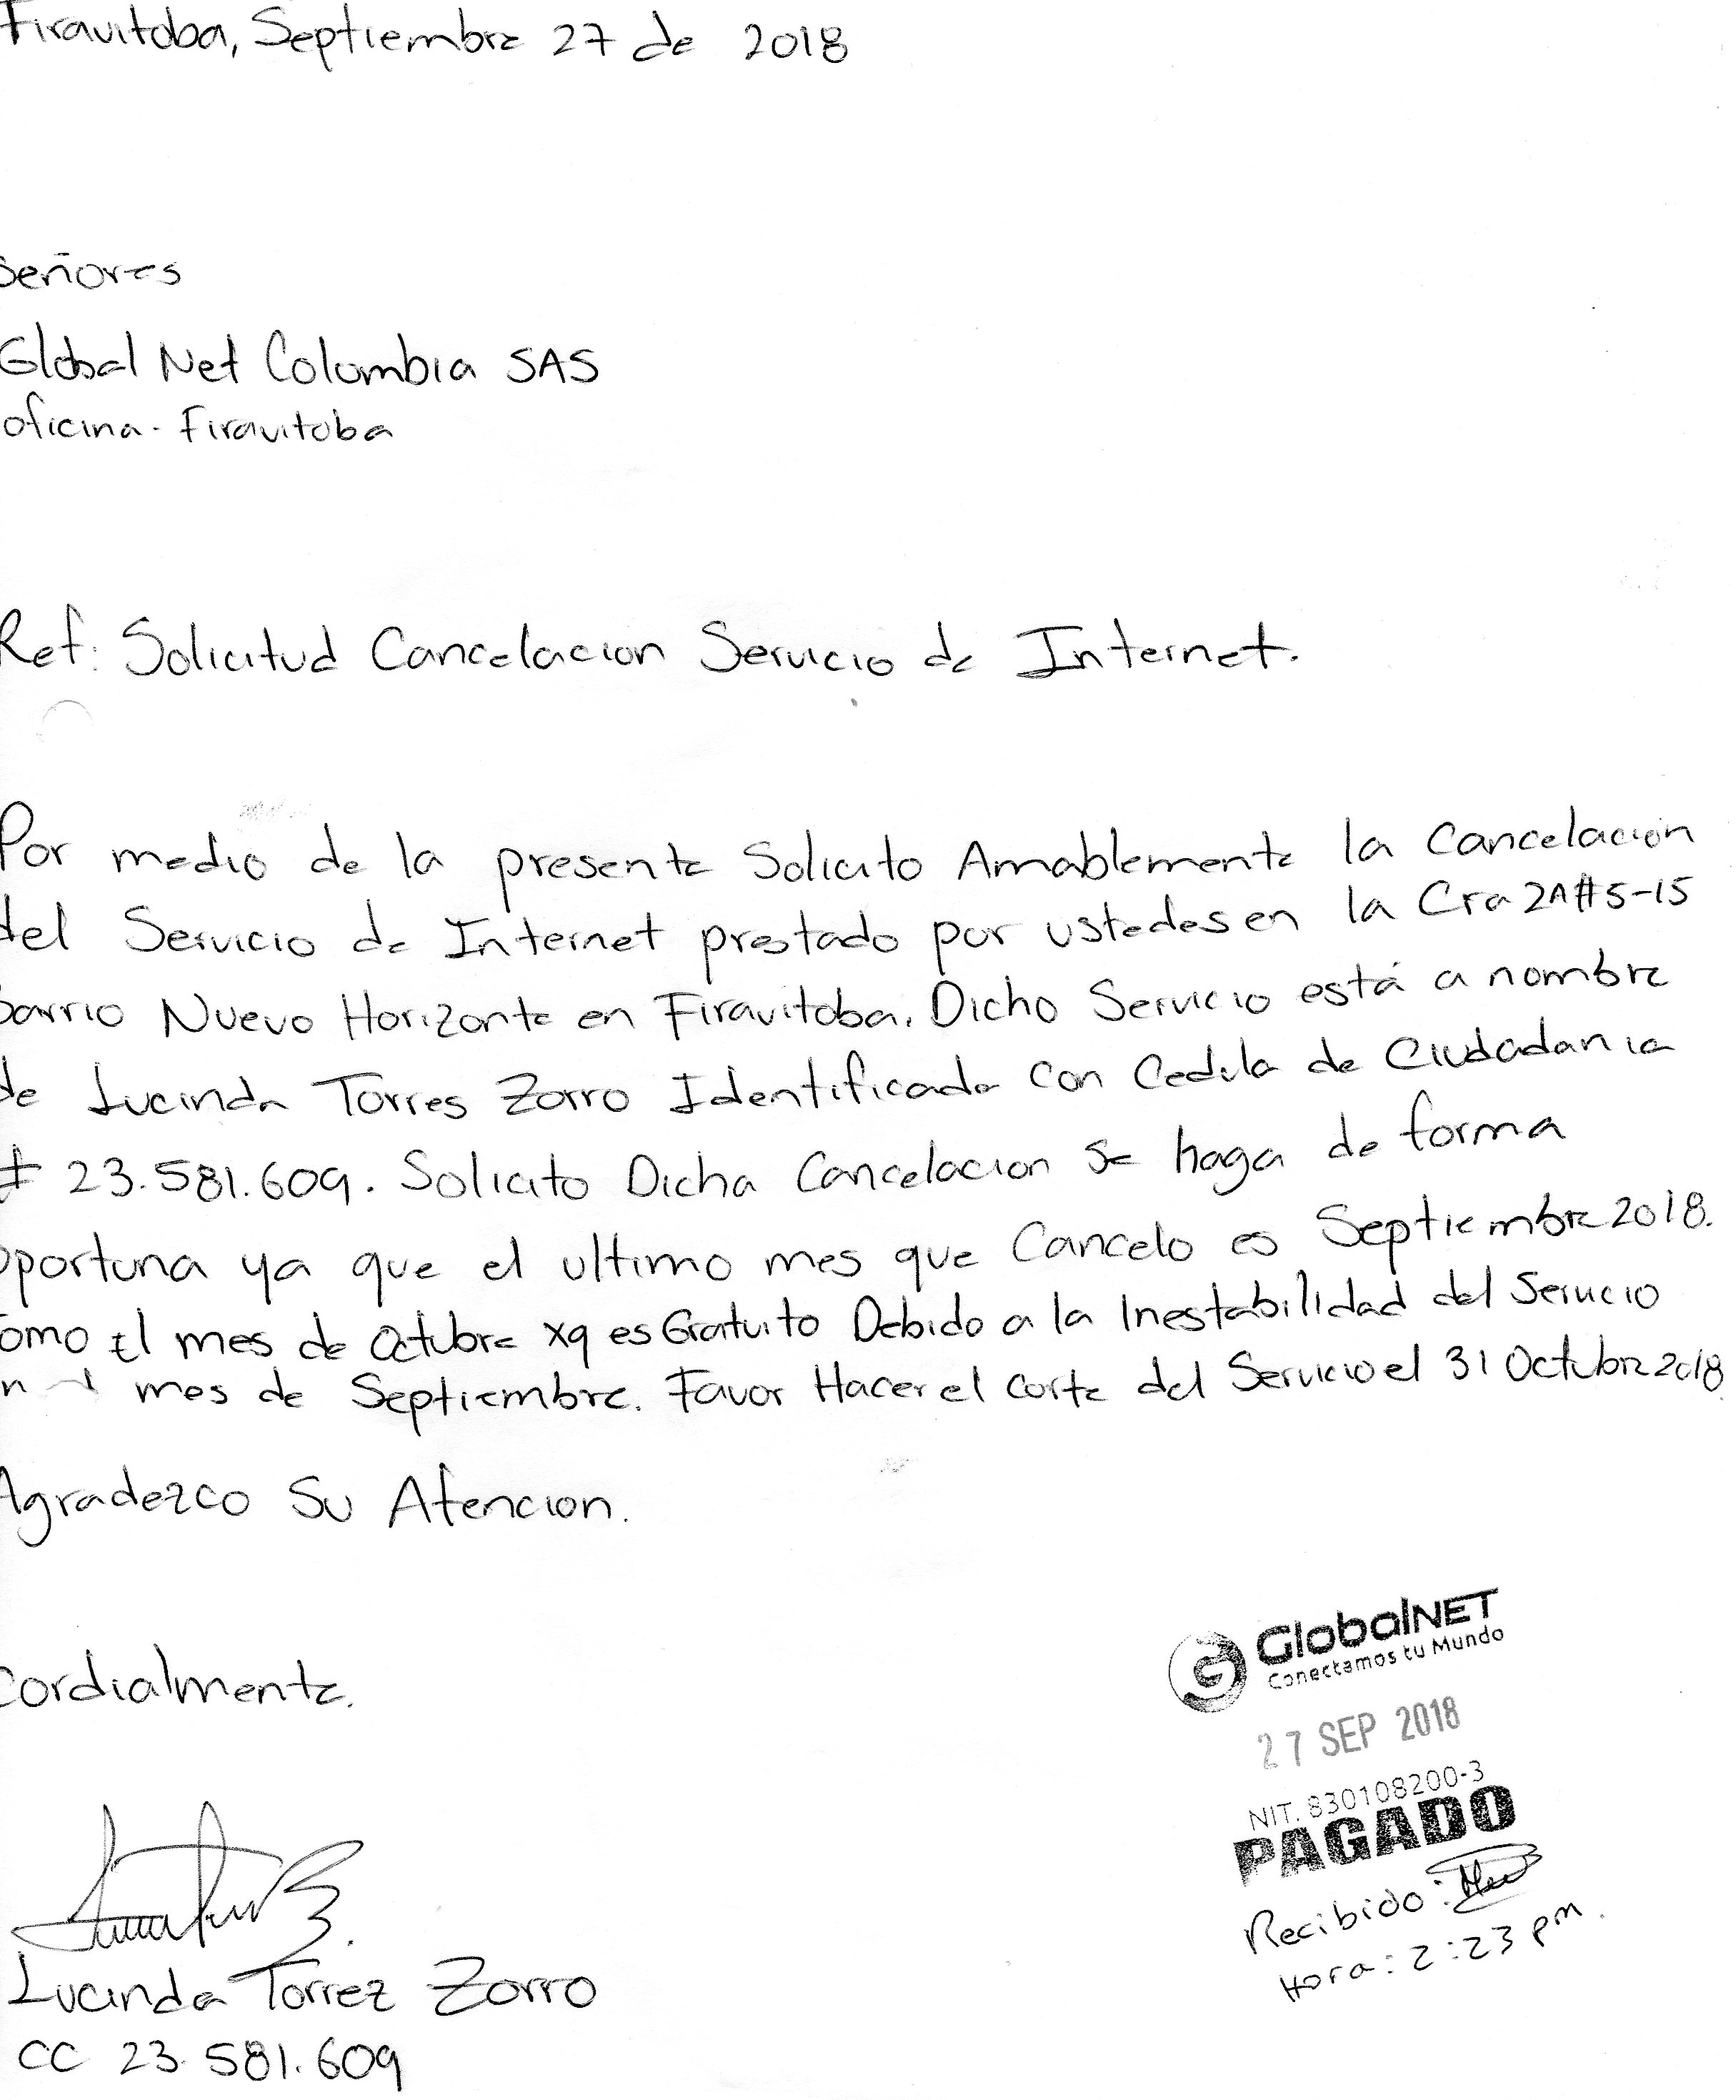 Firavitoba, Septiembre 27 de 2018
Señores
Global Net Colombia SAS
oficina - Firavitoba
Ref: Solicitud Cancelacion Servicio de Internet.
Por medio de la presente Solicito Amablemente la Cancelacion
del Servicio de Internet prestado por ustedes en la Cra 2A#5-15
barrio Nuevo Horizonte en Firavitoba. Dicho Servicio está a nombre
de Lucinda Torres Zorro Identificada con Cedula de Ciudadania
# 23.581.609. Solicito Dicha Cancelacion se haga de forma
oportuna ya que el ultimo mes que Cancelo es Septiembre 2018.
como El mes de Octubre xq es Gratuito Debido a la Inestabilidad del Servicio
mes de Septiembre. Favor Hacer el corte del Servicio el 31 Octubre 2018
Agradezco Su Atencion.
Cordialmente.
Lucinda Torrez Zorro
CC 23.581.609
GlobalNET
Conectamos tu Mundo
27 SEP 2018
NIT. 830108200-3
PAGADO
Recibido:
Hora: 2:23 pm.